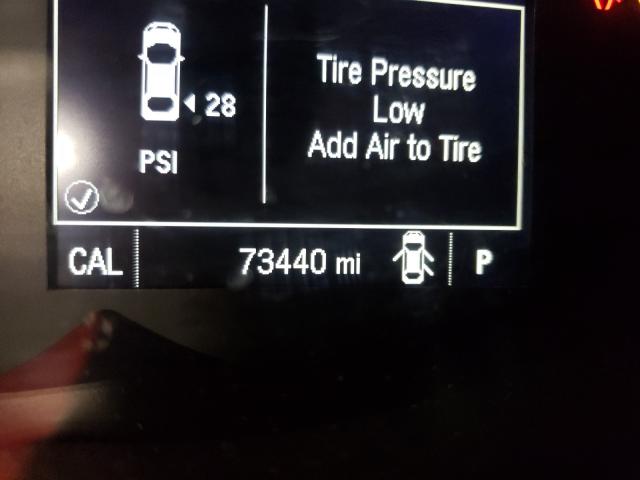 Tire Pressure
Low
Add Air to Tire
28
PSI
CAL
73440 mi
P